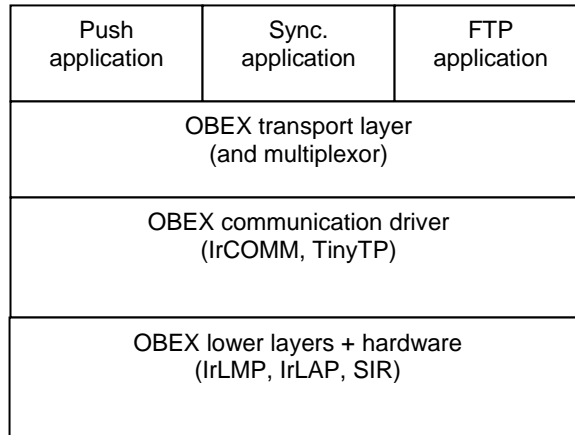 Push
application
Sync.
application
FTP
application
OBEX transport layer
(and multiplexor)
OBEX communication driver
(IrCOMM, TinyTP)
OBEX lower layers + hardware
(IrLMP, IrLAP, SIR)